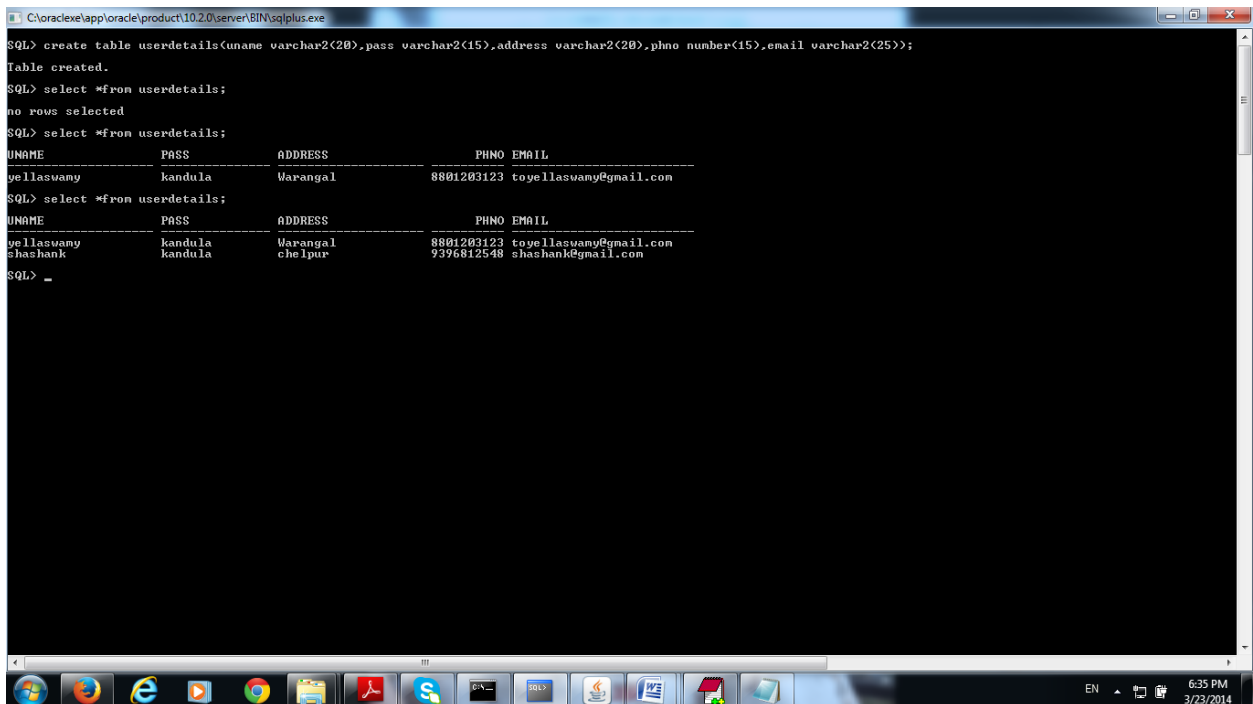 C:\oraclexe\app\oracle\product\10.2.0\server\BIN\sqlplus.exe
SQL> create table userdetails(uname varchar2(20),pass varchar2(15),address varchar2(20),phno number(15),email varchar2(25));
Table created.
SQL> select *from userdetails;
no rows selected
SQL> select *from userdetails;
UNAME PASS ADDRESS PHNO EMAIL
yellaswamy kandula Warangal 8801203123 toyellaswamy@gmail.com
SQL> select *from userdetails;
UNAME PASS ADDRESS PHNO EMAIL
yellaswamy kandula Warangal 8801203123 toyellaswamy@gmail.com
shashank kandula chelpur 9396812548 shashank@gmail.com
SQL> _
C:\_ SQL> W
EN 6:35 PM
3/23/2014